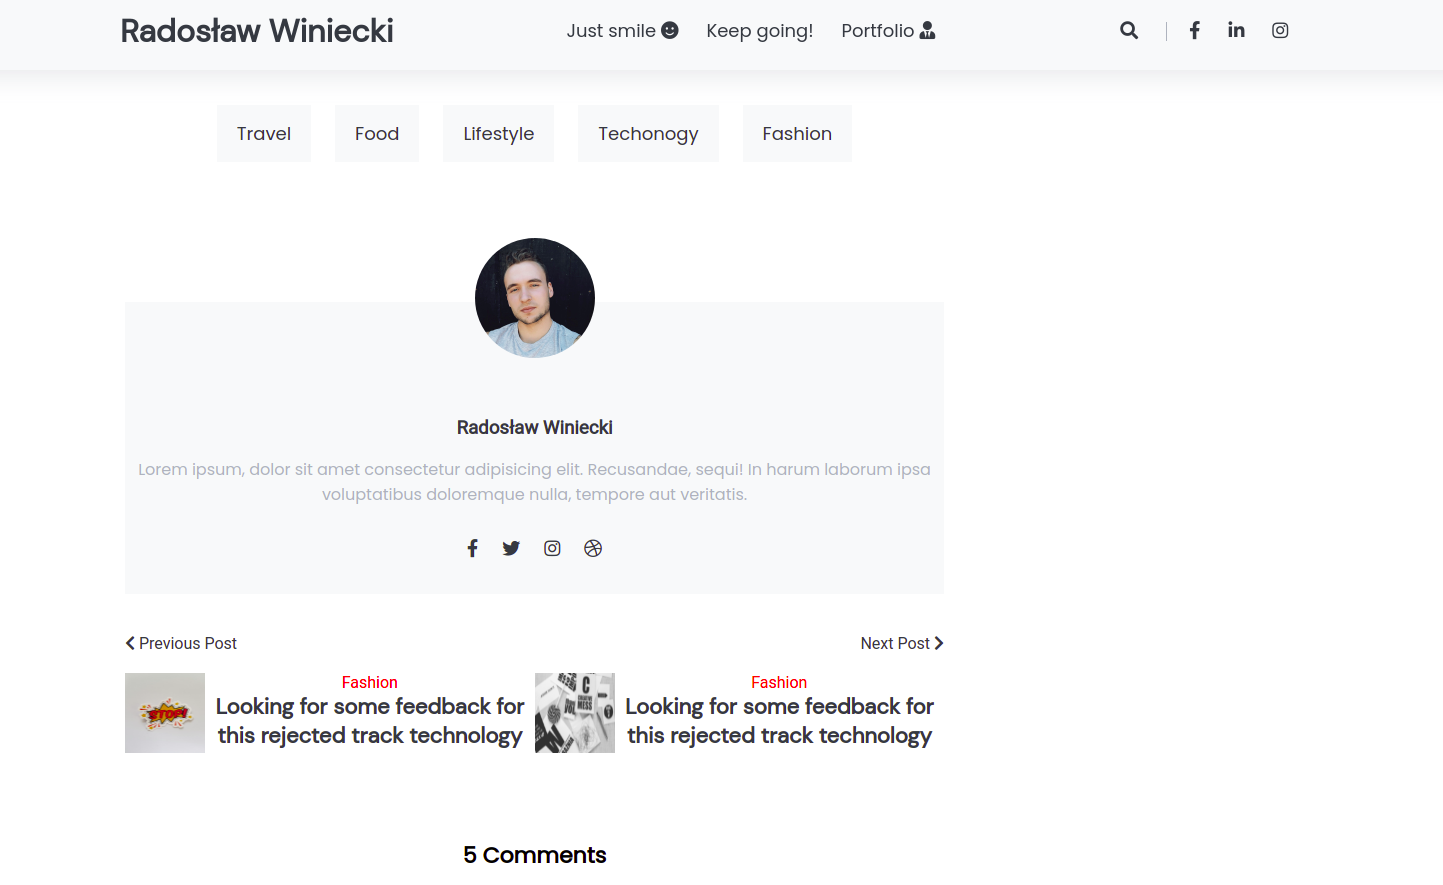 Radosław Winiecki
Just smile
Keep going!
Portfolio
Travel
Food
Lifestyle
Techonogy
Fashion
Radosław Winiecki
Lorem ipsum, dolor sit amet consectetur adipisicing elit. Recusandae, sequi! In harum laborum ipsa
voluptatibus doloremque nulla, tempore aut veritatis.
Previous Post
Next Post
STOP!
Fashion
Looking for some feedback for
this rejected track technology
Fashion
Looking for some feedback for
this rejected track technology
5 Comments